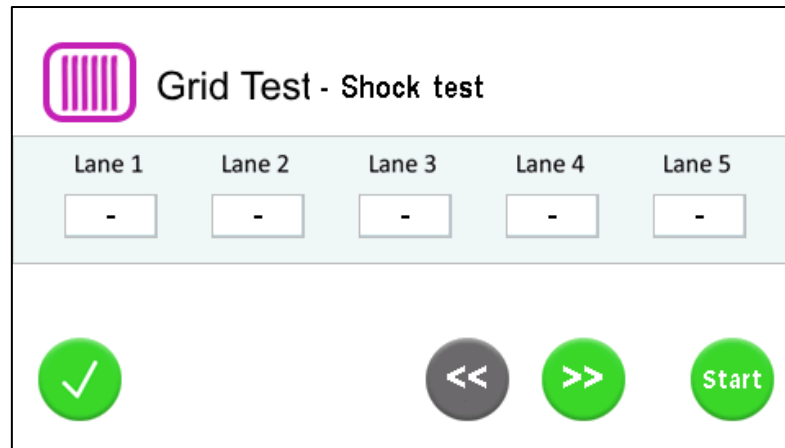 Grid Test - Shock test
Lane 1 Lane 2 Lane 3 Lane 4 Lane 5
- - - - -
<< >> Start